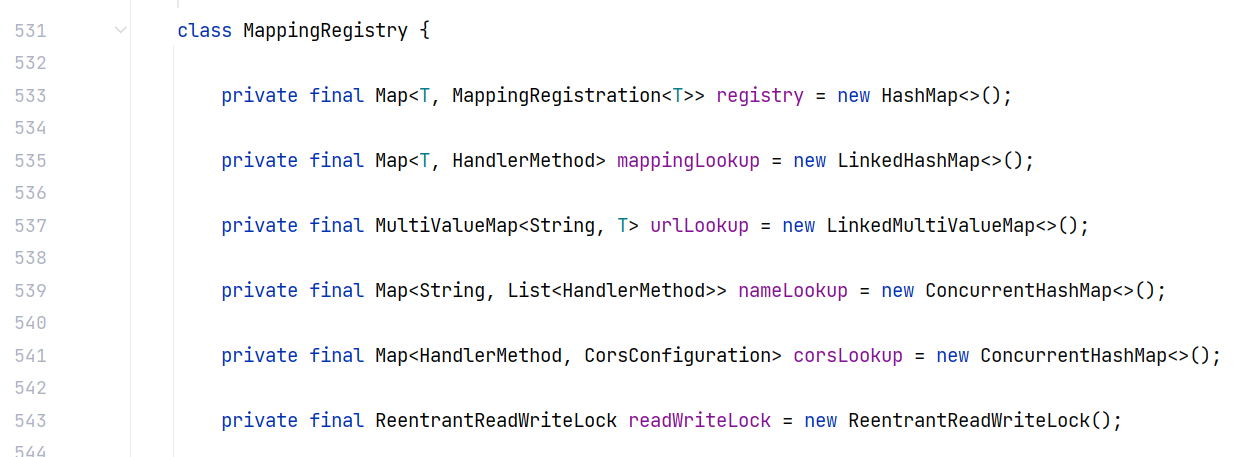 531 class MappingRegistry {
532
533 private final Map<T, MappingRegistration<T>> registry = new HashMap<>();
534
535 private final Map<T, HandlerMethod> mappingLookup = new LinkedHashMap<>();
536
537 private final MultiValueMap<String, T> urlLookup = new LinkedMultiValueMap<>();
538
539 private final Map<String, List<HandlerMethod>> nameLookup = new ConcurrentHashMap<>();
540
541 private final Map<HandlerMethod, CorsConfiguration> corsLookup = new ConcurrentHashMap<>();
542
543 private final ReentrantReadWriteLock readWriteLock = new ReentrantReadWriteLock();
544